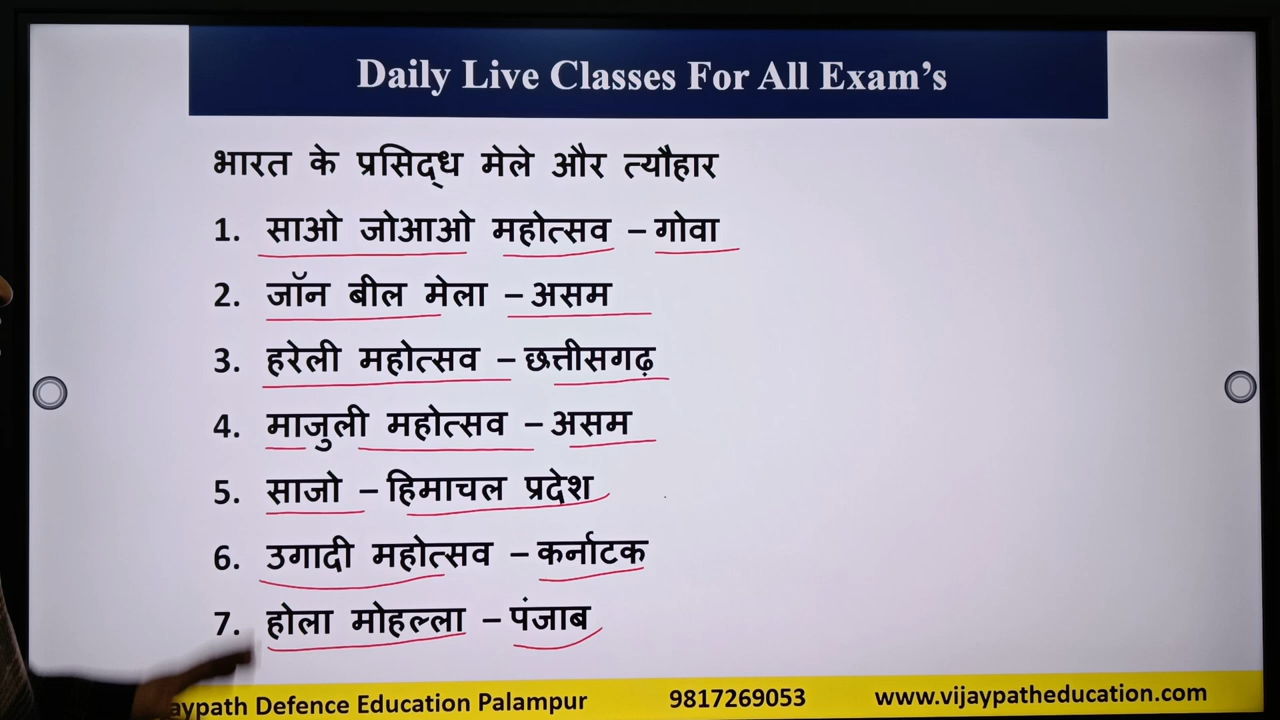 Daily Live Classes For All Exam’s
भारत के प्रसिद्ध मेले और त्यौहार
1. साओ जोआओ महोत्सव – गोवा
2. जॉन बील मेला – असम
3. हरेली महोत्सव – छत्तीसगढ़
4. माजुली महोत्सव – असम
5. साजो – हिमाचल प्रदेश
6. उगादी महोत्सव – कर्नाटक
7. होला मोहल्ला – पंजाब
Defence Education Palampur 9817269053 www.vijaypatheducation.com